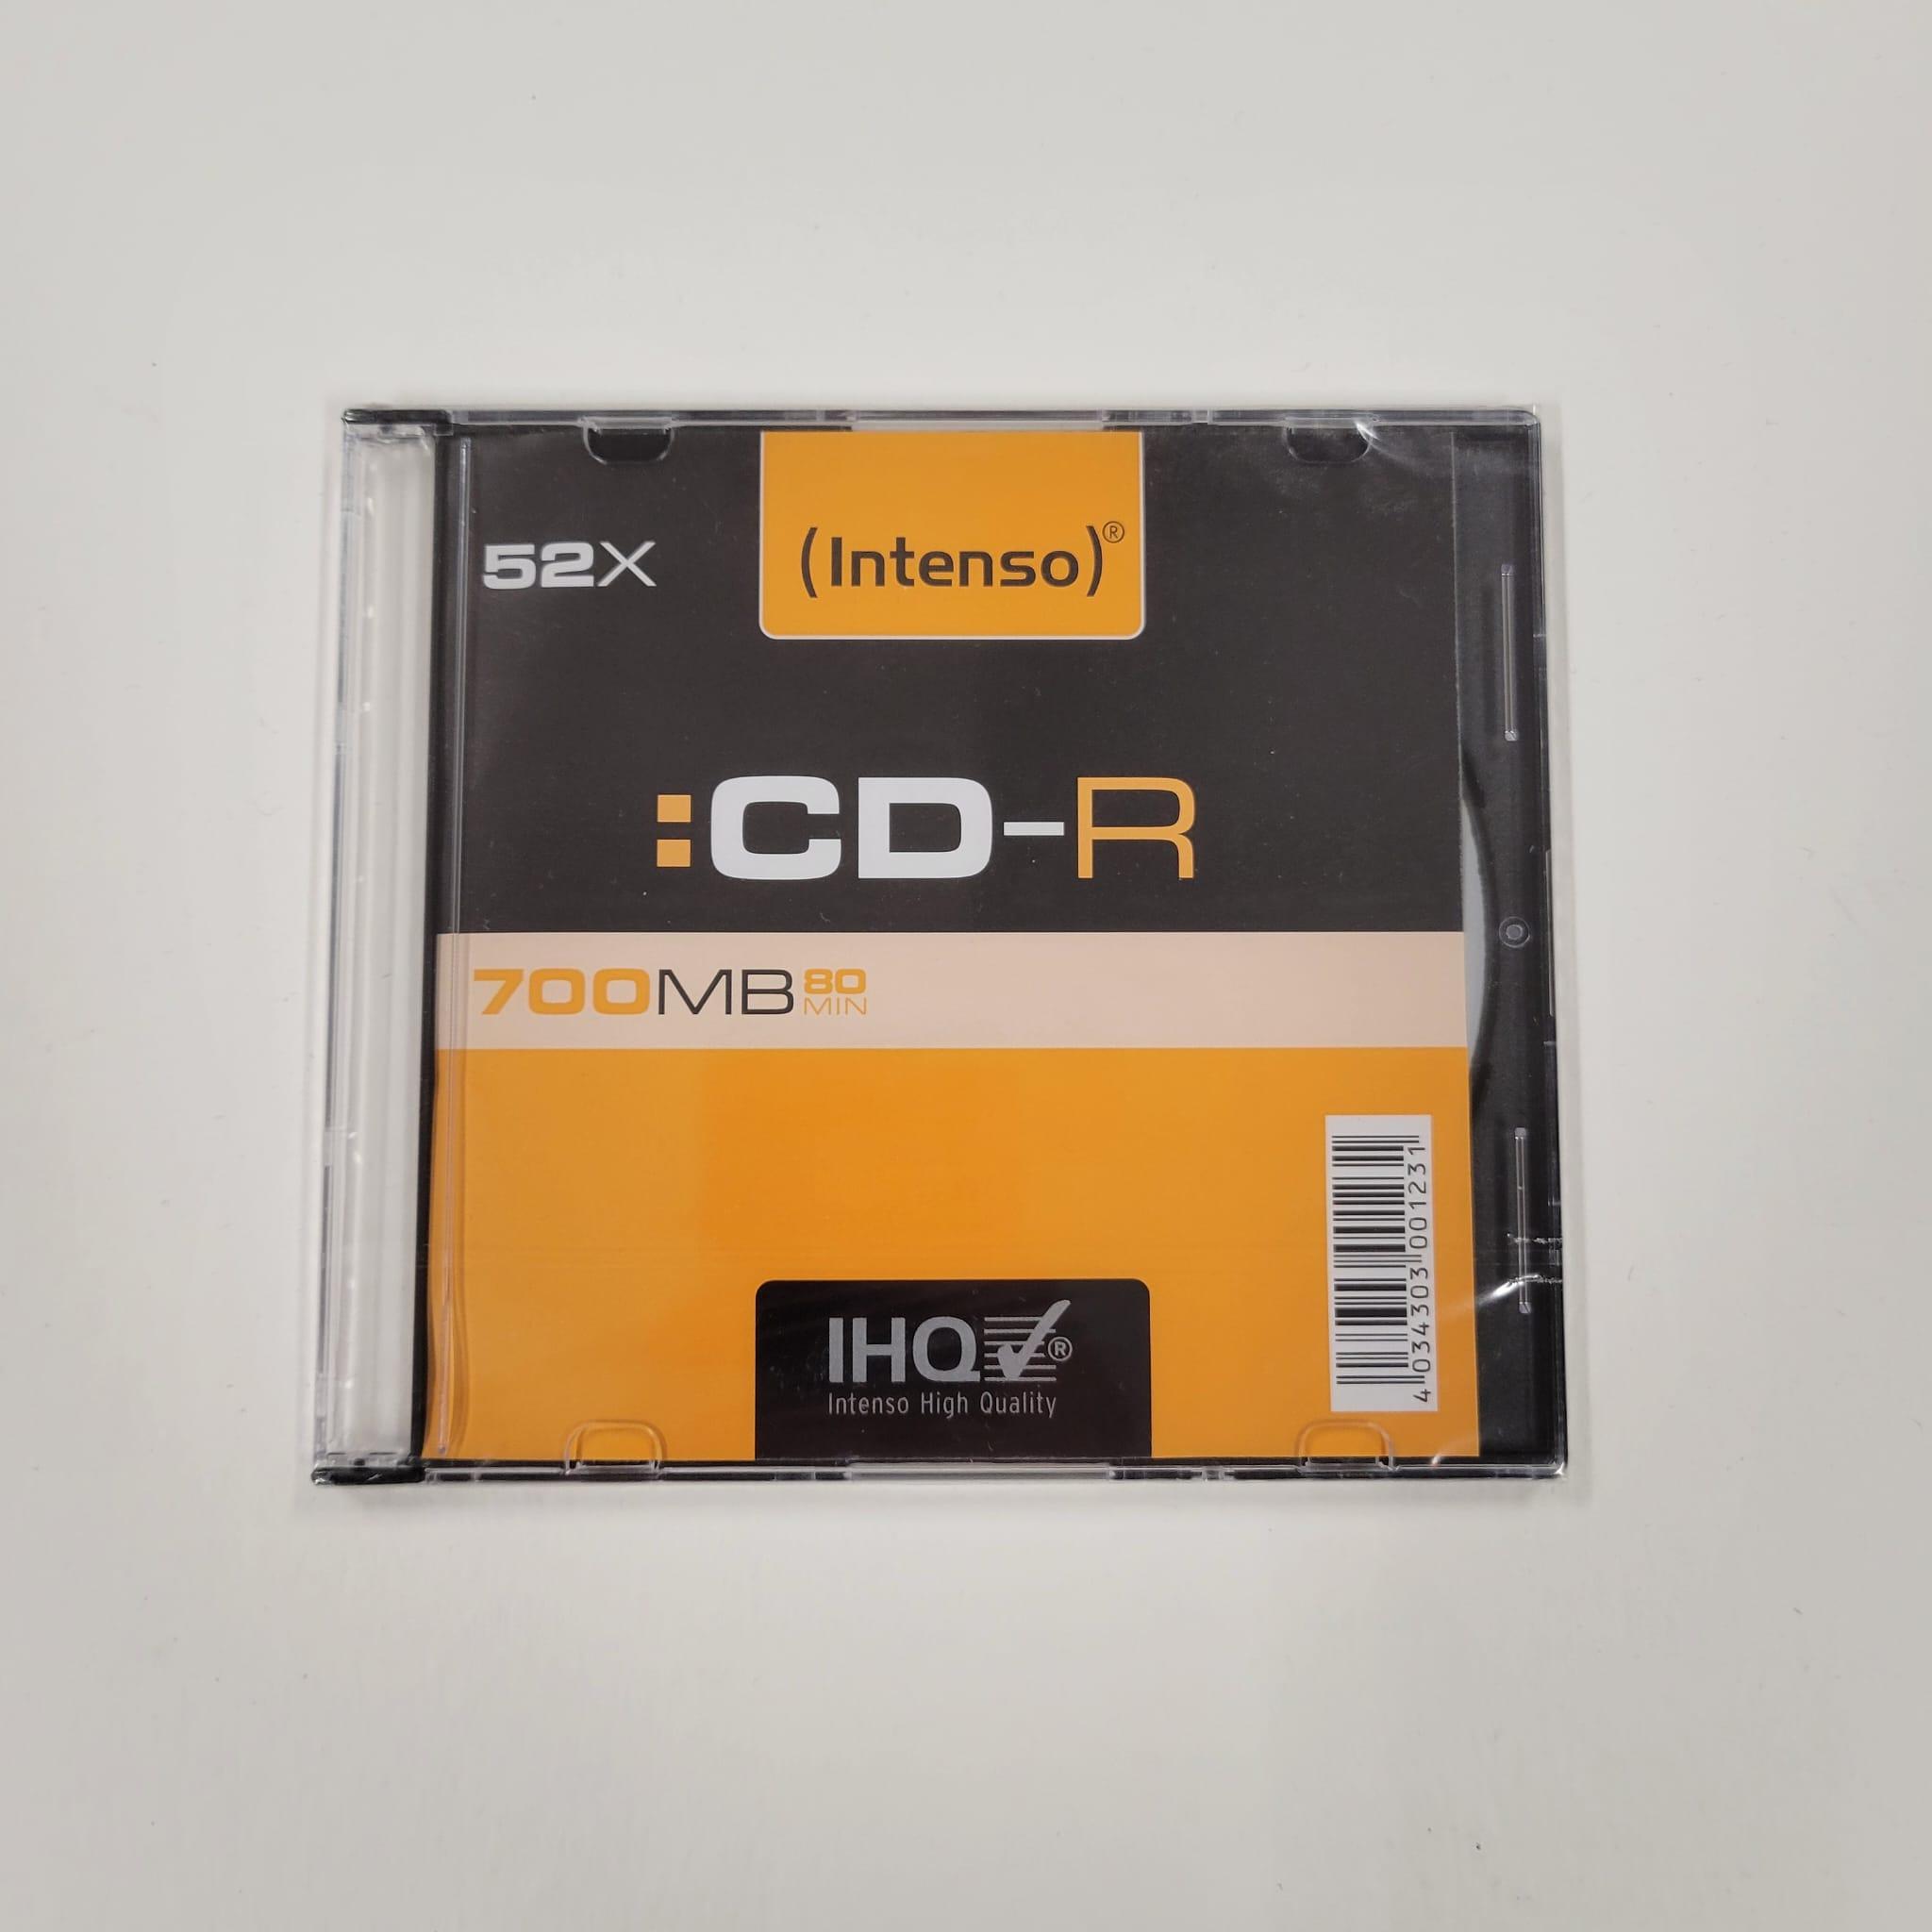 52X
(Intenso)®
:CD-R
700MB 80 MIN
4 034303 001231
IHQ®
Intenso High Quality